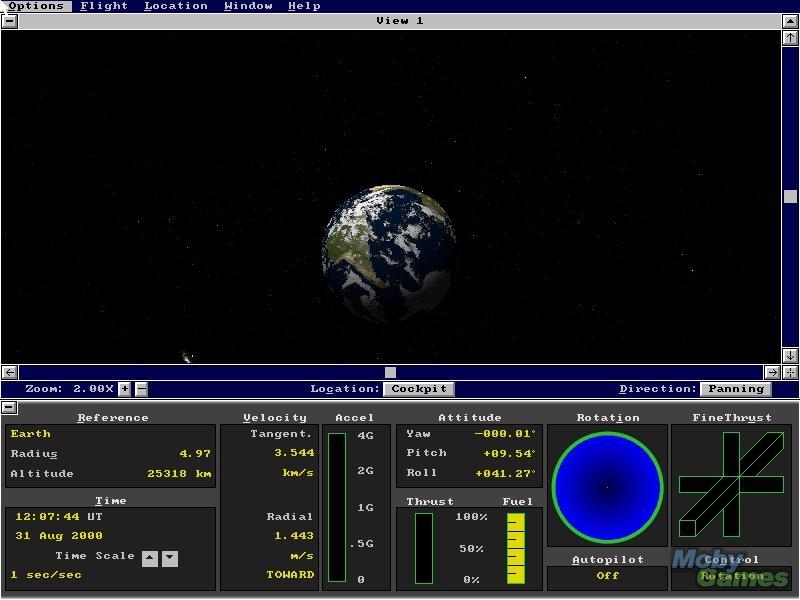 Options Flight Location Window Help
View 1
Zoom: 2.00X + - Location: Cockpit Direction: Panning
Reference
Earth
Radius 4.97
Altitude 25318 km
Time
12:07:44 UT
31 Aug 2000
Time Scale
1 sec/sec
Velocity
Tangent.
3.544
km/s
Radial
1.443
m/s
TOWARD
Accel
4G
2G
1G
.5G
0
Attitude
Yaw -000.01°
Pitch +09.54°
Roll +041.27°
Thrust Fuel
100%
50%
0%
Rotation
Autopilot
Off
FineThrust
Control
Rotation
Moby
Games